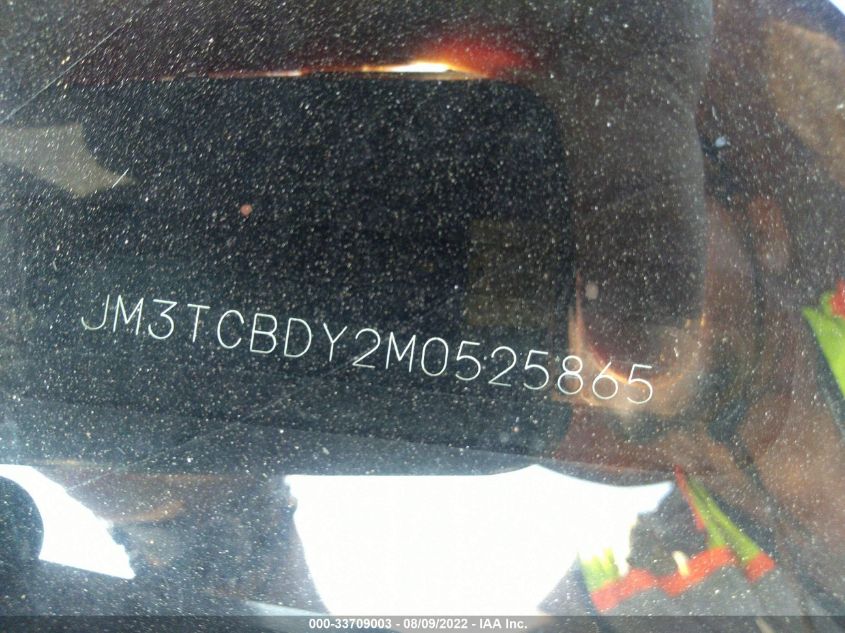 JM3TCBDY2M0525865
000-33709003 — 08/09/2022 — IAA Inc.